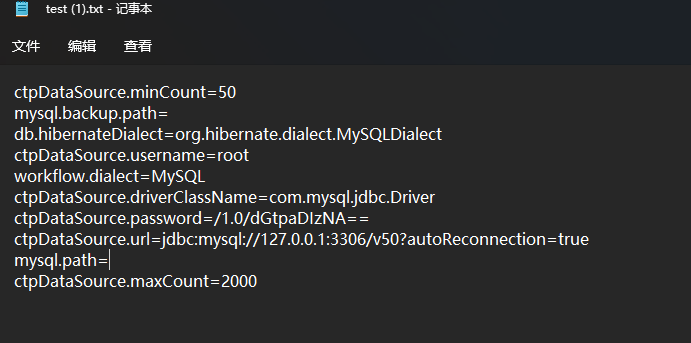 test (1).txt - 记事本
文件 编辑 查看
ctpDataSource.minCount=50
mysql.backup.path=
db.hibernateDialect=org.hibernate.dialect.MySQLDialect
ctpDataSource.username=root
workflow.dialect=MySQL
ctpDataSource.driverClassName=com.mysql.jdbc.Driver
ctpDataSource.password=/1.0/dGtpaDIzNA==
ctpDataSource.url=jdbc:mysql://127.0.0.1:3306/v50?autoReconnection=true
mysql.path=
ctpDataSource.maxCount=2000